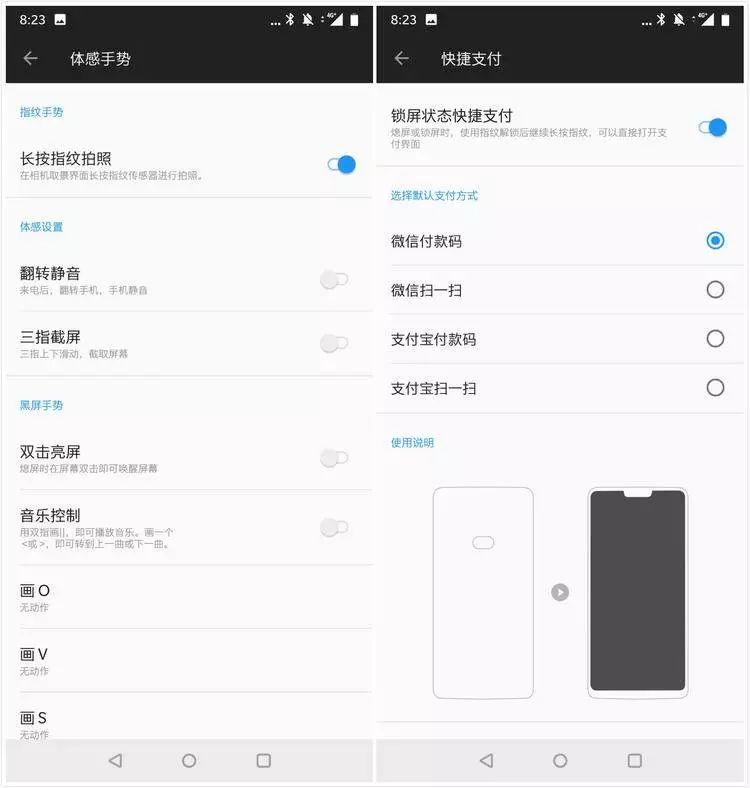 8:23
4G
体感手势
指纹手势
长按指纹拍照
在相机取景界面长按指纹传感器进行拍照。
体感设置
翻转静音
来电后，翻转手机，手机静音
三指截屏
三指上下滑动，截取屏幕
黑屏手势
双击亮屏
熄屏时在屏幕双击即可唤醒屏幕
音乐控制
用双指画||，即可播放音乐。画一个
<或 >，即可转到上一曲或下一曲。
画 O
无动作
画 V
无动作
画 S
无动作
8:23
4G
快捷支付
锁屏状态快捷支付
熄屏或锁屏时，使用指纹解锁后继续长按指纹，可以直接打开支
付界面
选择默认支付方式
微信付款码
微信扫一扫
支付宝付款码
支付宝扫一扫
使用说明